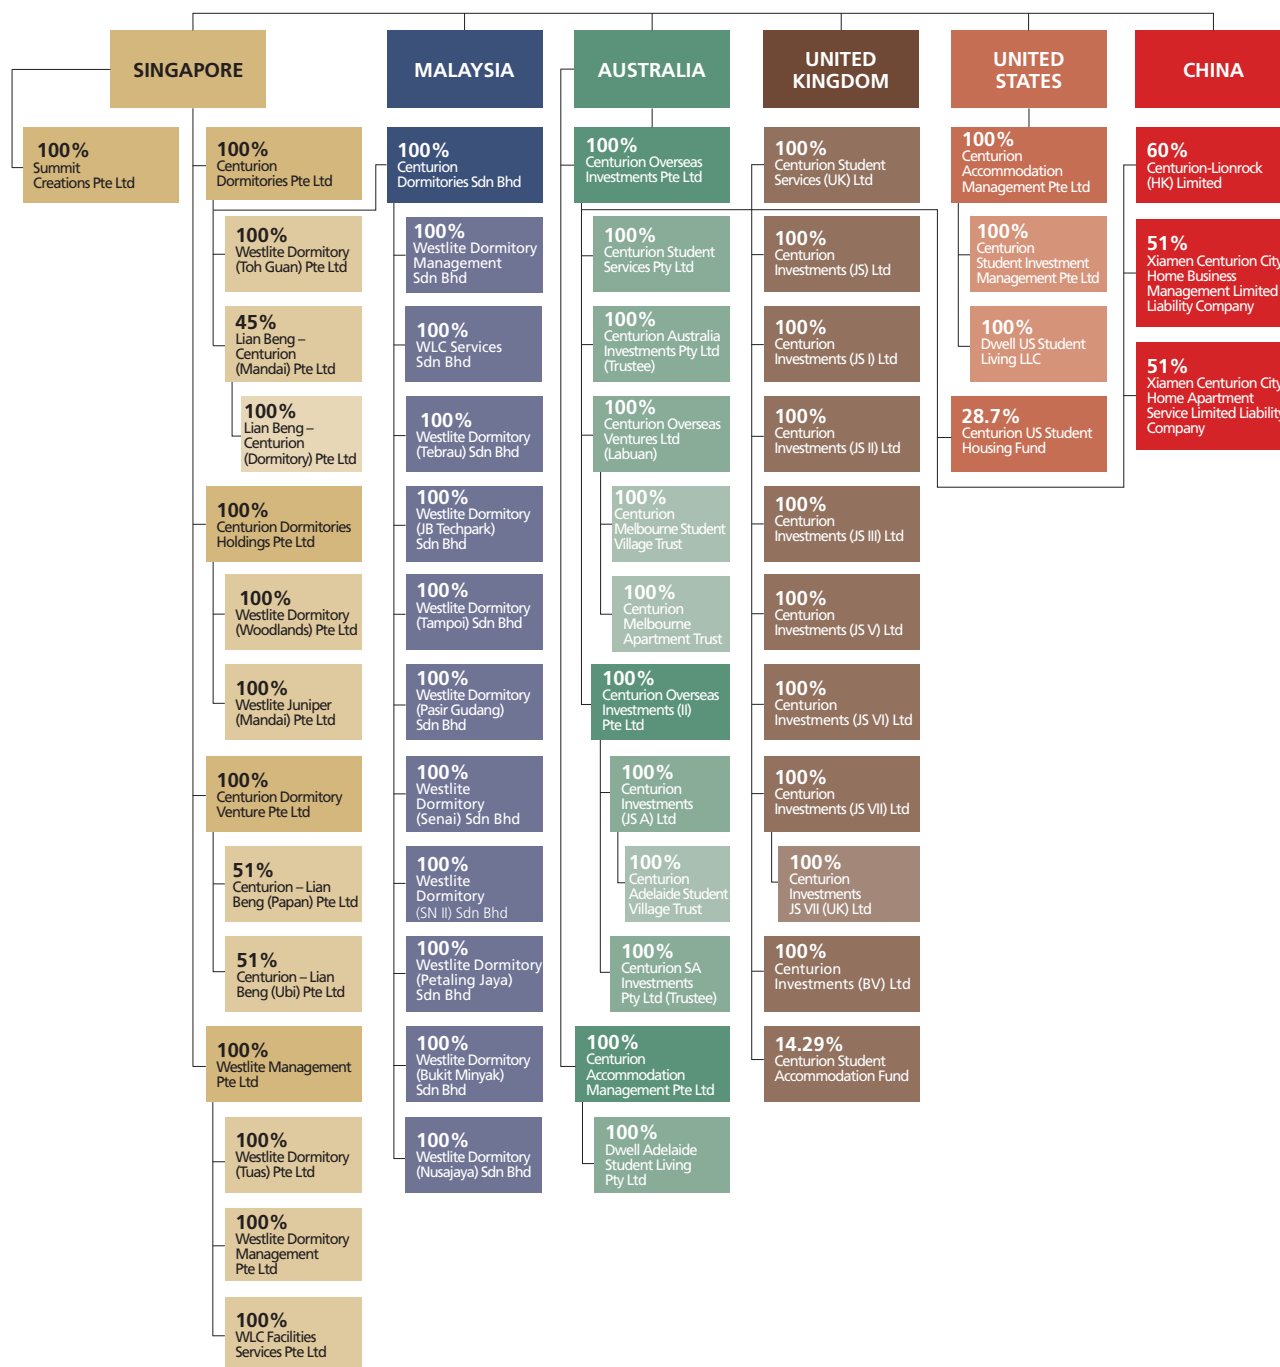 SINGAPORE
100%
Summit
Creations Pte Ltd
100%
Centurion
Dormitories Pte Ltd
100%
Westlite Dormitory
(Toh Guan) Pte Ltd
45%
Lian Beng –
Centurion
(Mandai) Pte Ltd
100%
Lian Beng –
Centurion
(Dormitory) Pte Ltd
100%
Centurion Dormitories
Holdings Pte Ltd
100%
Westlite Dormitory
(Woodlands) Pte Ltd
100%
Westlite Juniper
(Mandai) Pte Ltd
100%
Centurion Dormitory
Venture Pte Ltd
51%
Centurion – Lian
Beng (Papan) Pte Ltd
51%
Centurion – Lian
Beng (Ubi) Pte Ltd
100%
Westlite Management
Pte Ltd
100%
Westlite Dormitory
(Tuas) Pte Ltd
100%
Westlite Dormitory
Management
Pte Ltd
100%
WLC Facilities
Services Pte Ltd
MALAYSIA
100%
Centurion
Dormitories Sdn Bhd
100%
Westlite Dormitory
Management
Sdn Bhd
100%
WLC Services
Sdn Bhd
100%
Westlite Dormitory
(Tebrau) Sdn Bhd
100%
Westlite Dormitory
(JB Techpark)
Sdn Bhd
100%
Westlite Dormitory
(Tampoi) Sdn Bhd
100%
Westlite Dormitory
(Pasir Gudang)
Sdn Bhd
100%
Westlite
Dormitory
(Senai) Sdn Bhd
100%
Westlite
Dormitory
(SN II) Sdn Bhd
100%
Westlite Dormitory
(Petaling Jaya)
Sdn Bhd
100%
Westlite Dormitory
(Bukit Minyak)
Sdn Bhd
100%
Westlite Dormitory
(Nusajaya) Sdn Bhd
AUSTRALIA
100%
Centurion Overseas
Investments Pte Ltd
100%
Centurion Student
Services Pty Ltd
100%
Centurion Australia
Investments Pty Ltd
(Trustee)
100%
Centurion Overseas
Ventures Ltd
(Labuan)
100%
Centurion
Melbourne Student
Village Trust
100%
Centurion
Melbourne
Apartment Trust
100%
Centurion Overseas
Investments (II)
Pte Ltd
100%
Centurion
Investments
(JS A) Ltd
100%
Centurion
Adelaide Student
Village Trust
100%
Centurion SA
Investments
Pty Ltd (Trustee)
100%
Centurion
Accommodation
Management Pte Ltd
100%
Dwell Adelaide
Student Living
Pty Ltd
UNITED
KINGDOM
100%
Centurion Student
Services (UK) Ltd
100%
Centurion
Investments (JS) Ltd
100%
Centurion
Investments (JS I) Ltd
100%
Centurion
Investments (JS II) Ltd
100%
Centurion
Investments (JS III) Ltd
100%
Centurion
Investments (JS V) Ltd
100%
Centurion
Investments (JS VI) Ltd
100%
Centurion
Investments (JS VII) Ltd
100%
Centurion
Investments
JS VII (UK) Ltd
100%
Centurion
Investments (BV) Ltd
14.29%
Centurion Student
Accommodation Fund
UNITED
STATES
100%
Centurion
Accommodation
Management Pte Ltd
100%
Centurion
Student Investment
Management Pte Ltd
100%
Dwell US Student
Living LLC
28.7%
Centurion US Student
Housing Fund
CHINA
60%
Centurion-Lionrock
(HK) Limited
51%
Xiamen Centurion City
Home Business
Management Limited
Liability Company
51%
Xiamen Centurion City
Home Apartment
Service Limited Liability
Company